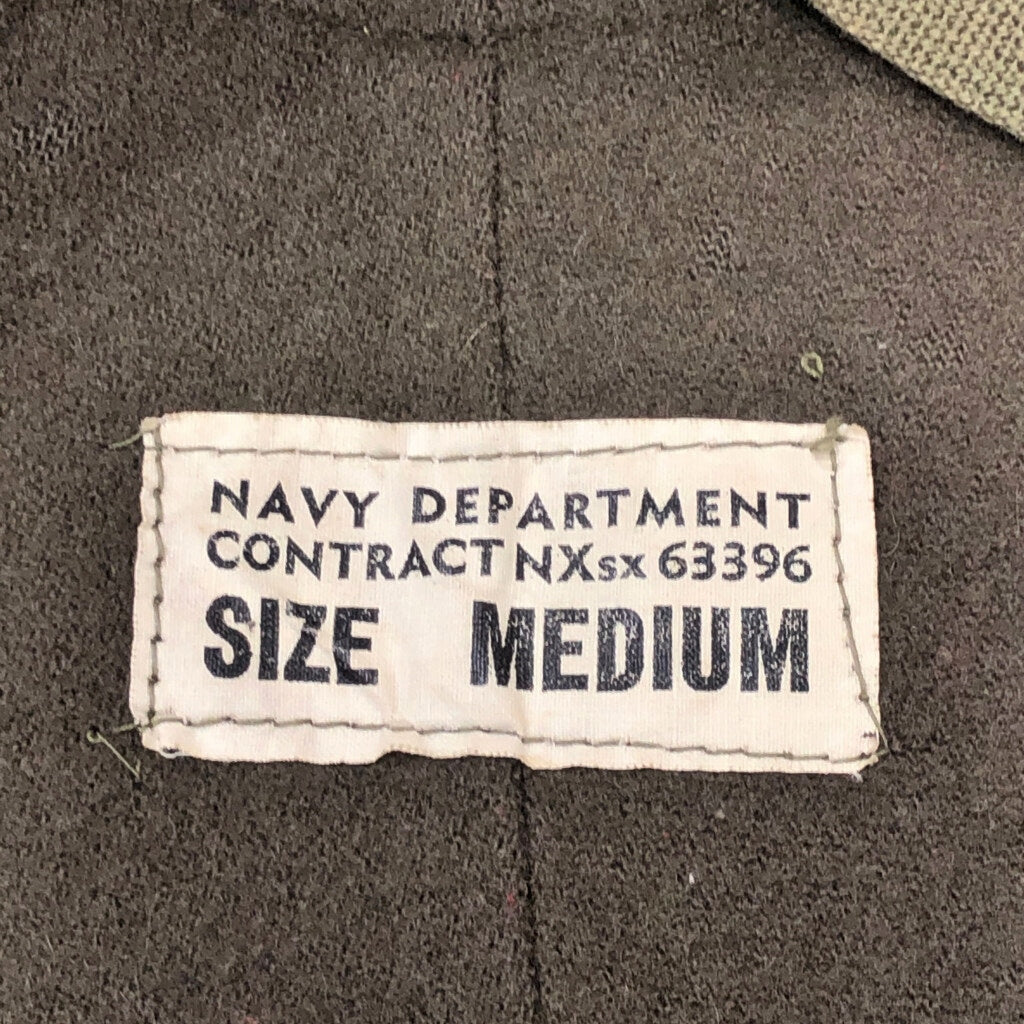 NAVY DEPARTMENT
CONTRACT NXsx 63396
SIZE MEDIUM